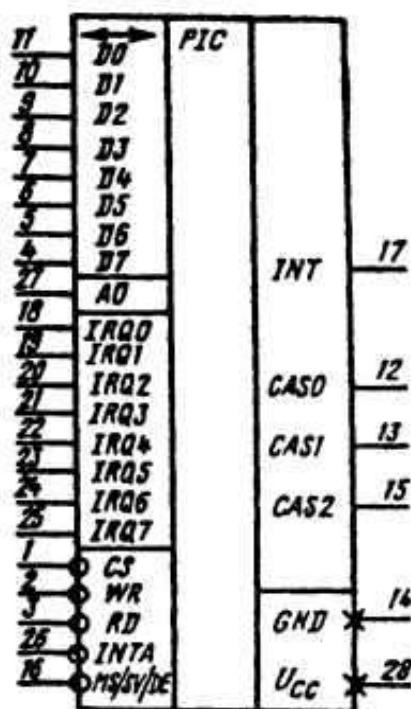 PIC
11 D0
10 D1
9 D2
8 D3
7 D4
6 D5
5 D6
4 D7
27 A0
18 IRQ0
19 IRQ1
20 IRQ2
21 IRQ3
22 IRQ4
23 IRQ5
24 IRQ6
25 IRQ7
1 CS
2 WR
3 RD
26 INTA
16 MS/SV/DE
INT 17
CAS0 12
CAS1 13
CAS2 15
GND 14
UCC 28